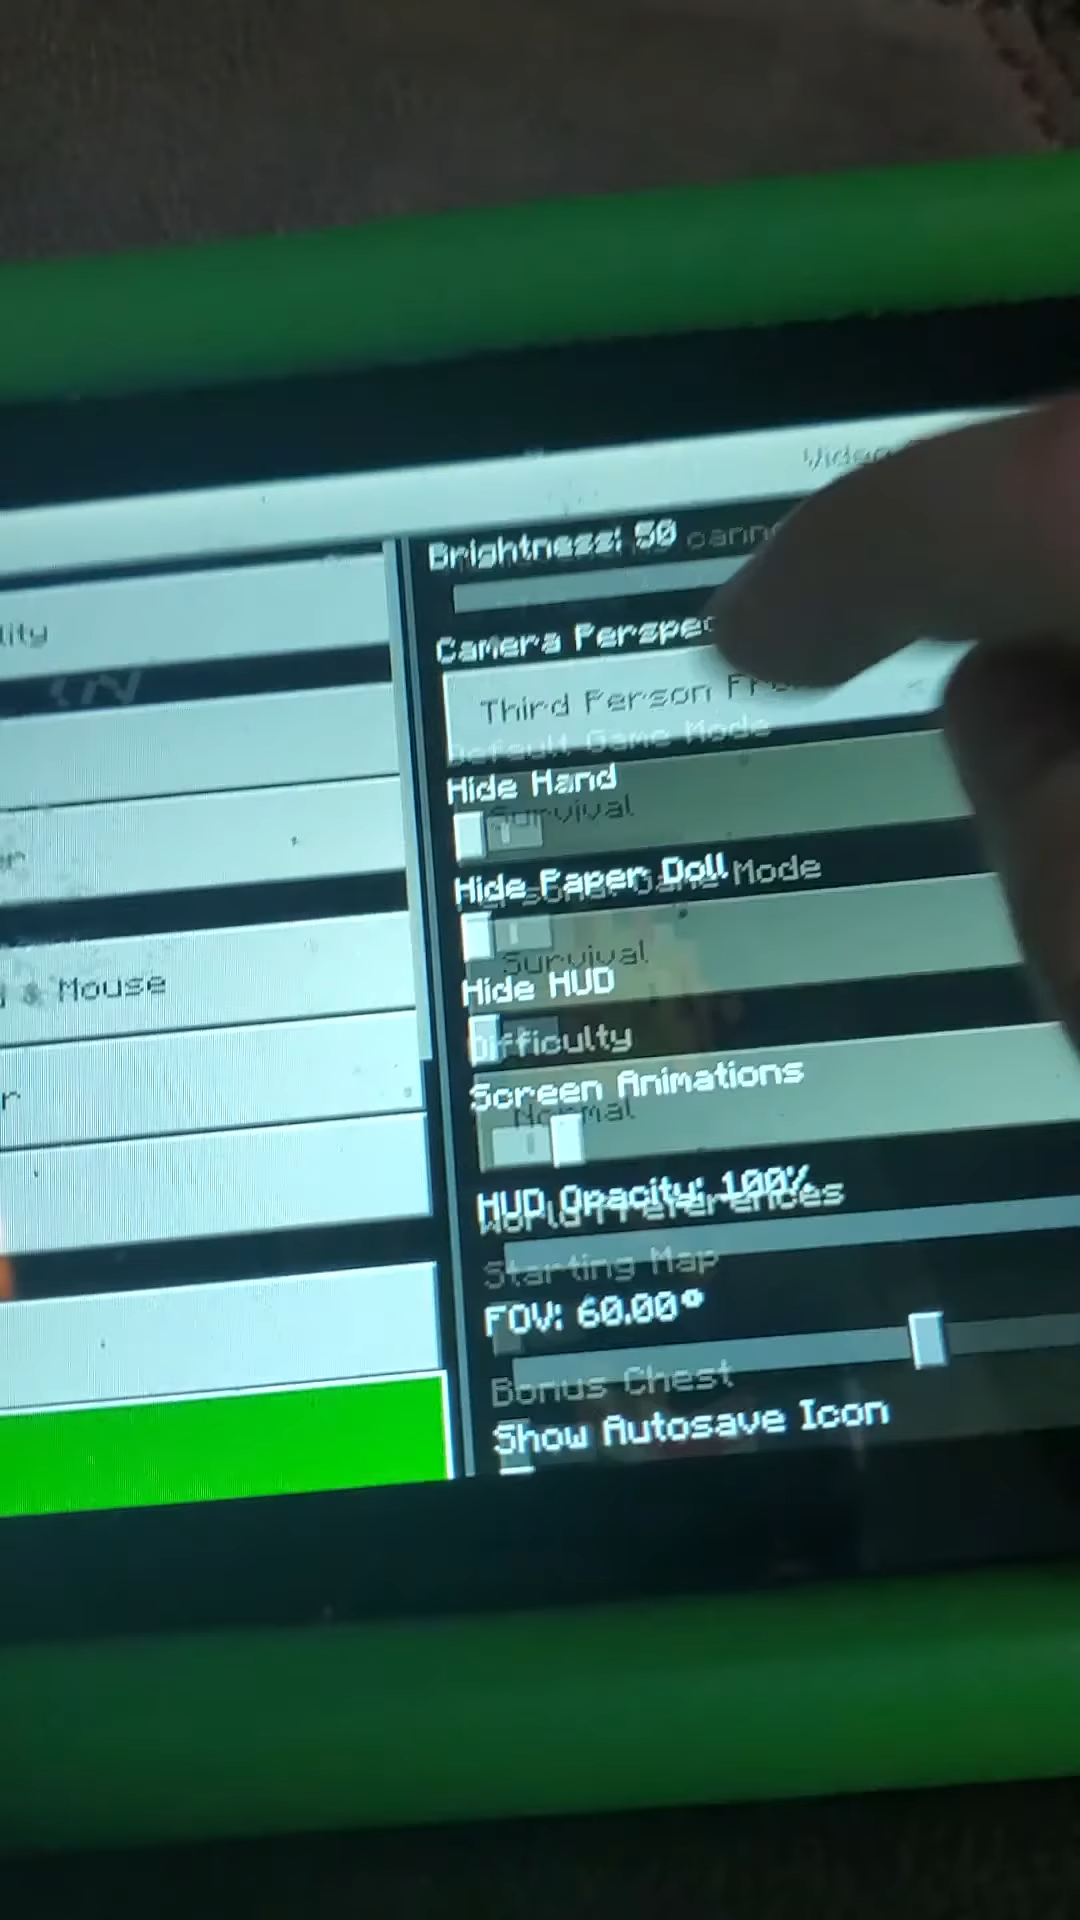 Video
Brightness: 50
Camera Perspec
Third Person Fr
Default Game Mode
Hide Hand
Survival
Hide Paper Doll
Mode
Survival
Hide HUD
Difficulty
Screen Animations
Normal
HUD Opacity: 100%
World Preferences
Starting Map
FOV: 60.00°
Bonus Chest
Show Autosave Icon
lity
& Mouse